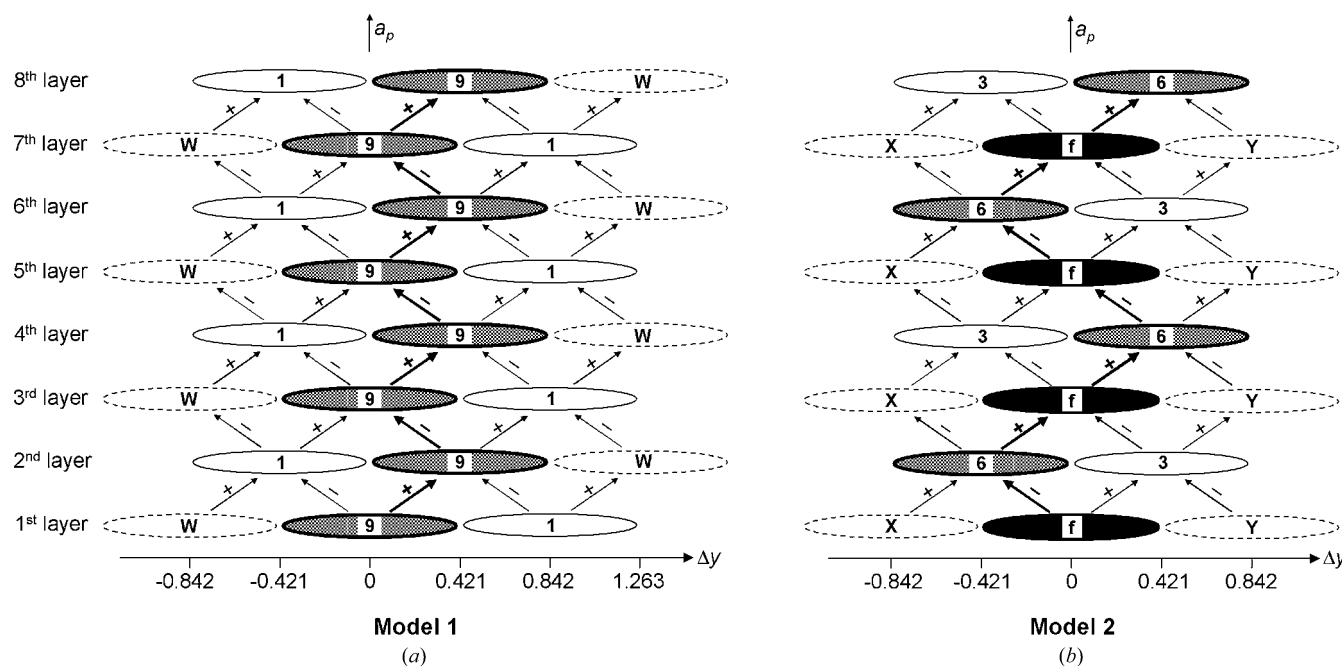 a_p a_p
8th layer 1 9 W 3 6
+ - + - + + - + -
7th layer W 9 1 X f Y
- + - + - - + - +
6th layer 1 9 W 6 3
+ - + - + + - + -
5th layer W 9 1 X f Y
- + - + - - + - +
4th layer 1 9 W 3 6
+ - + - + + - + -
3rd layer W 9 1 X f Y
- + - + - - + - +
2nd layer 1 9 W 6 3
+ - + - + + - + -
1st layer W 9 1 X f Y
Δy Δy
-0.842 -0.421 0 0.421 0.842 1.263 -0.842 -0.421 0 0.421 0.842
Model 1 Model 2
(a) (b)